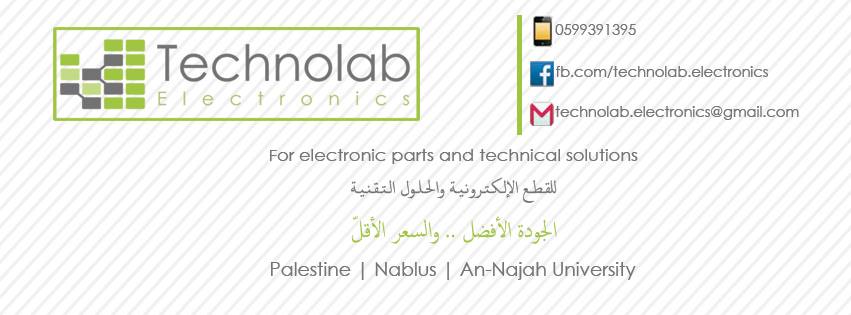 Technolab
Electronics
0599391395
fb.com/technolab.electronics
technolab.electronics@gmail.com
For electronic parts and technical solutions
للقطع الإلكترونية والحلول التقنية
الجودة الأفضل .. والسعر الأقلّ
Palestine | Nablus | An-Najah University